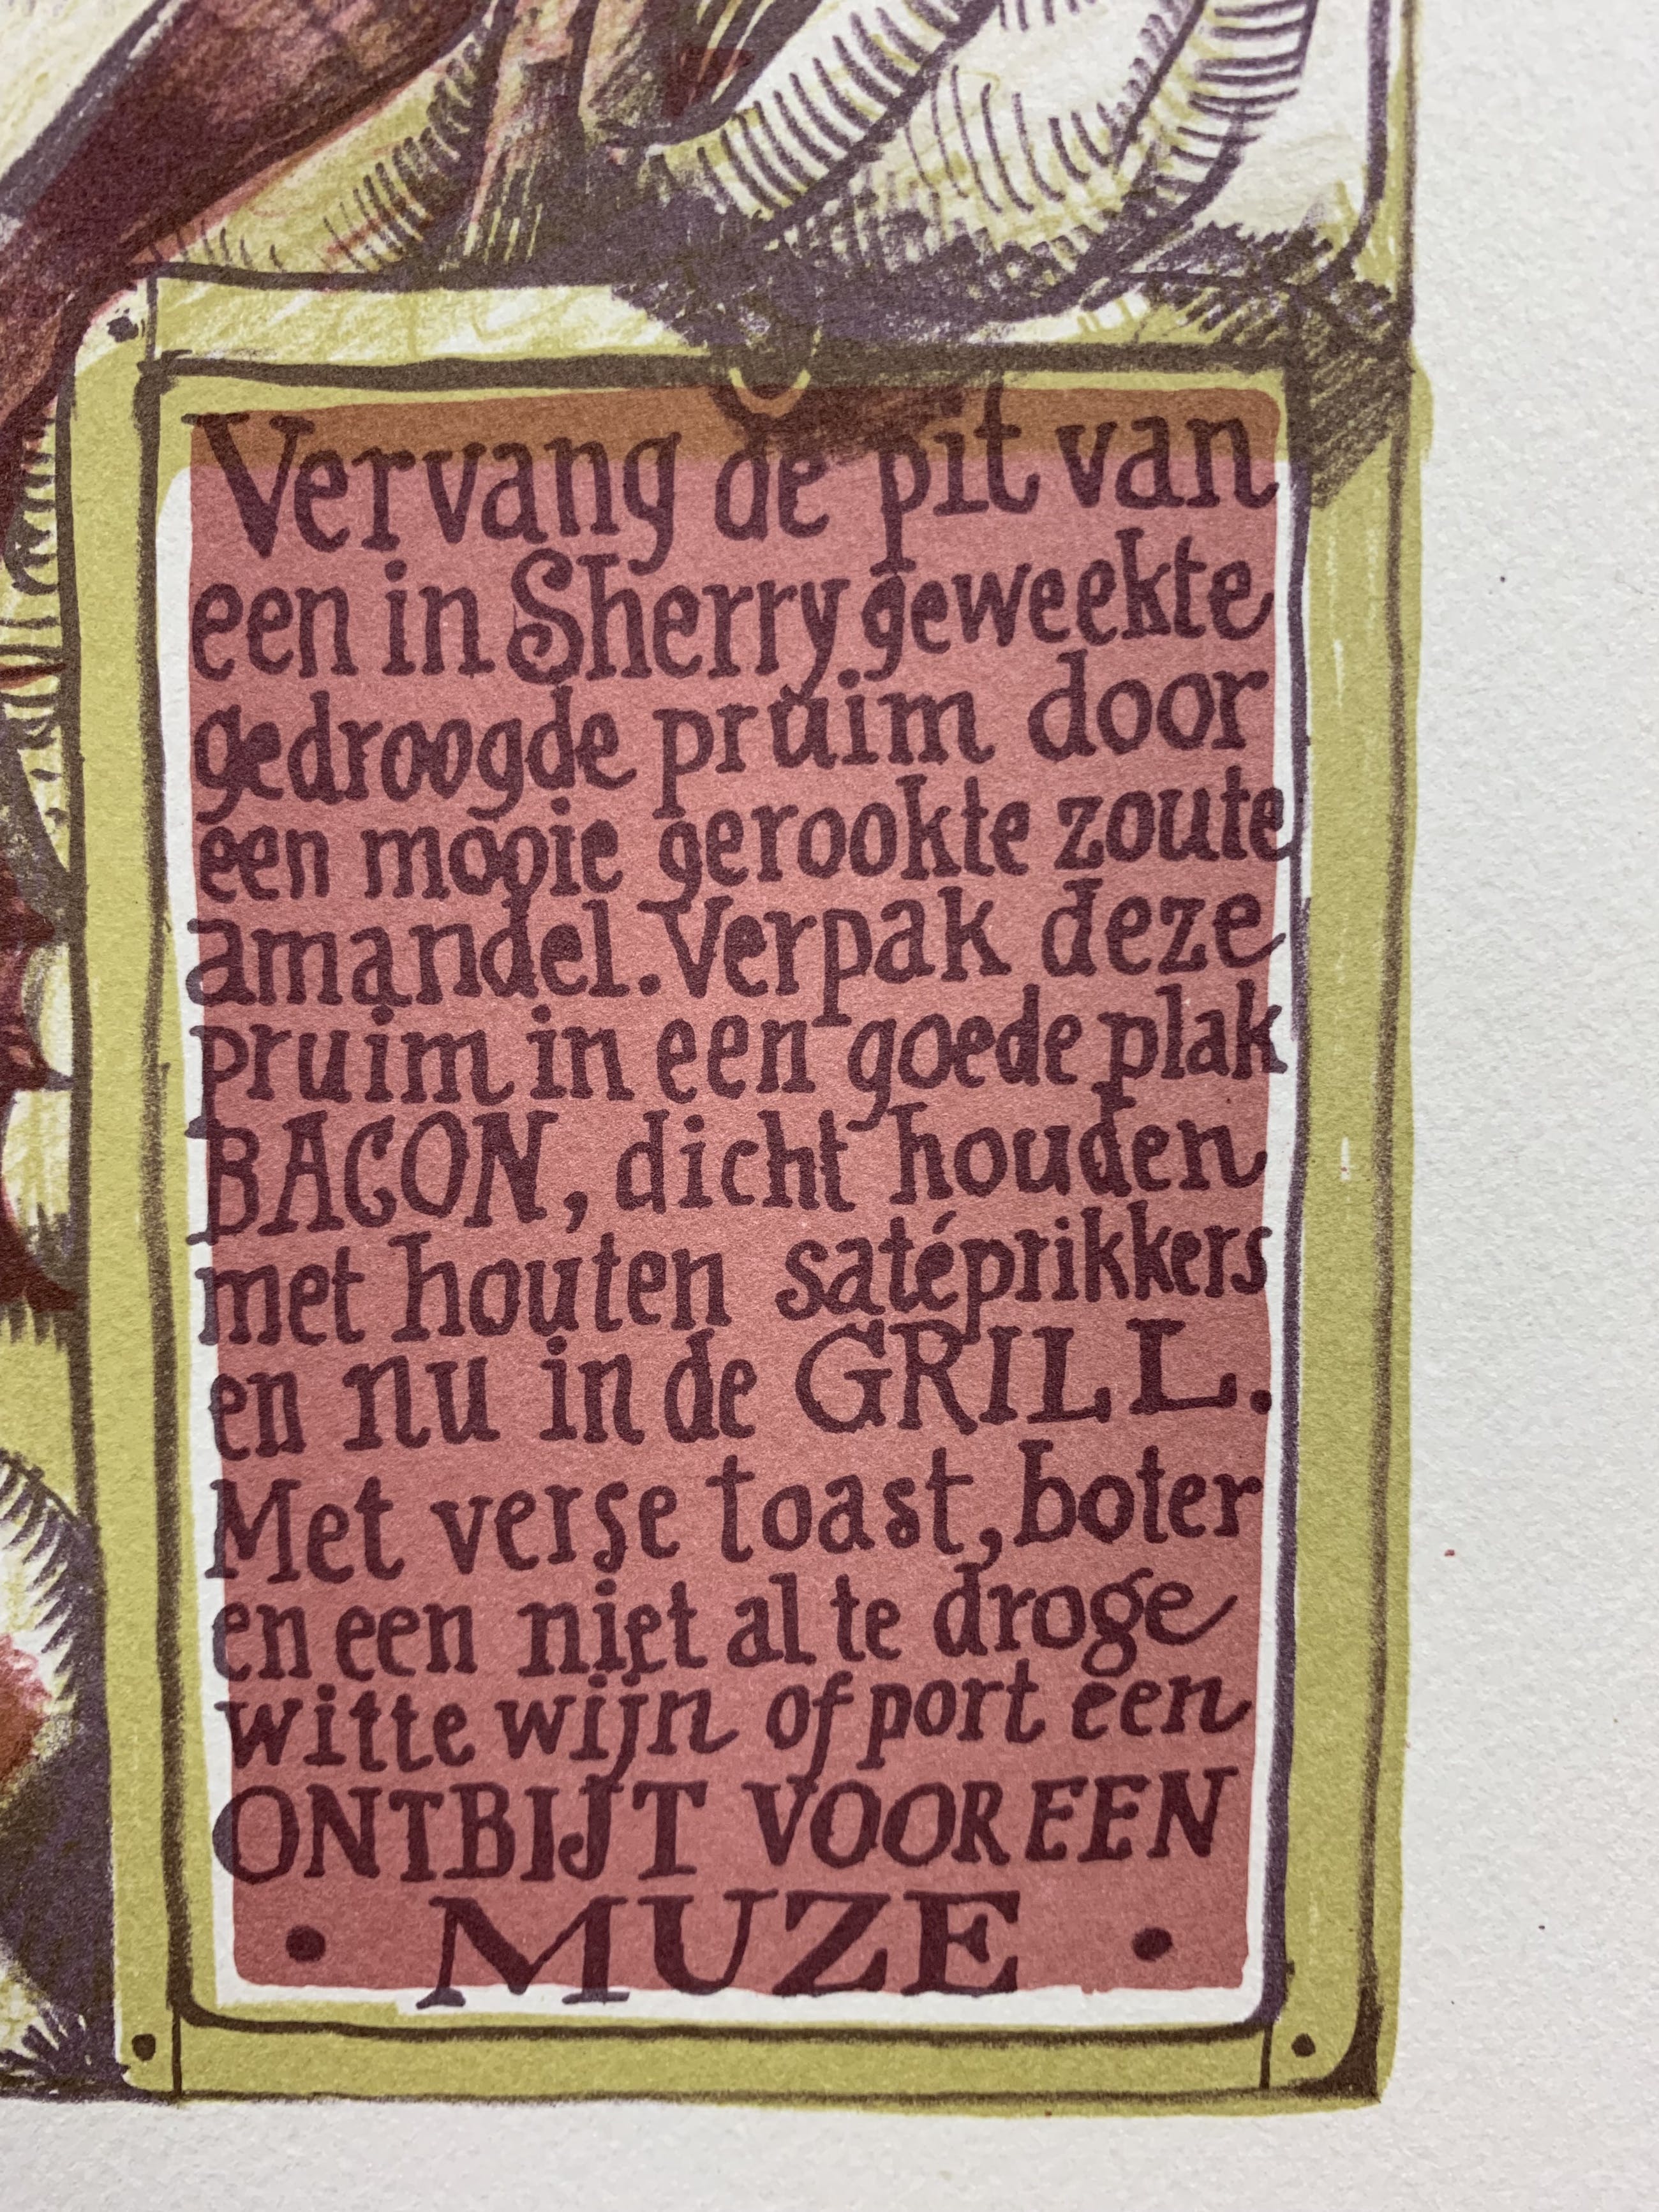 Vervang de pit van
een in Sherry geweekte
gedroogde pruim door
een mooie gerookte zoute
amandel. Verpak deze
pruim in een goede plak
BACON, dicht houden
met houten satéprikkers
en nu in de GRILL.
Met verse toast, boter
en een niet al te droge
witte wijn of port een
ONTBIJT VOOR EEN
• MUZE •